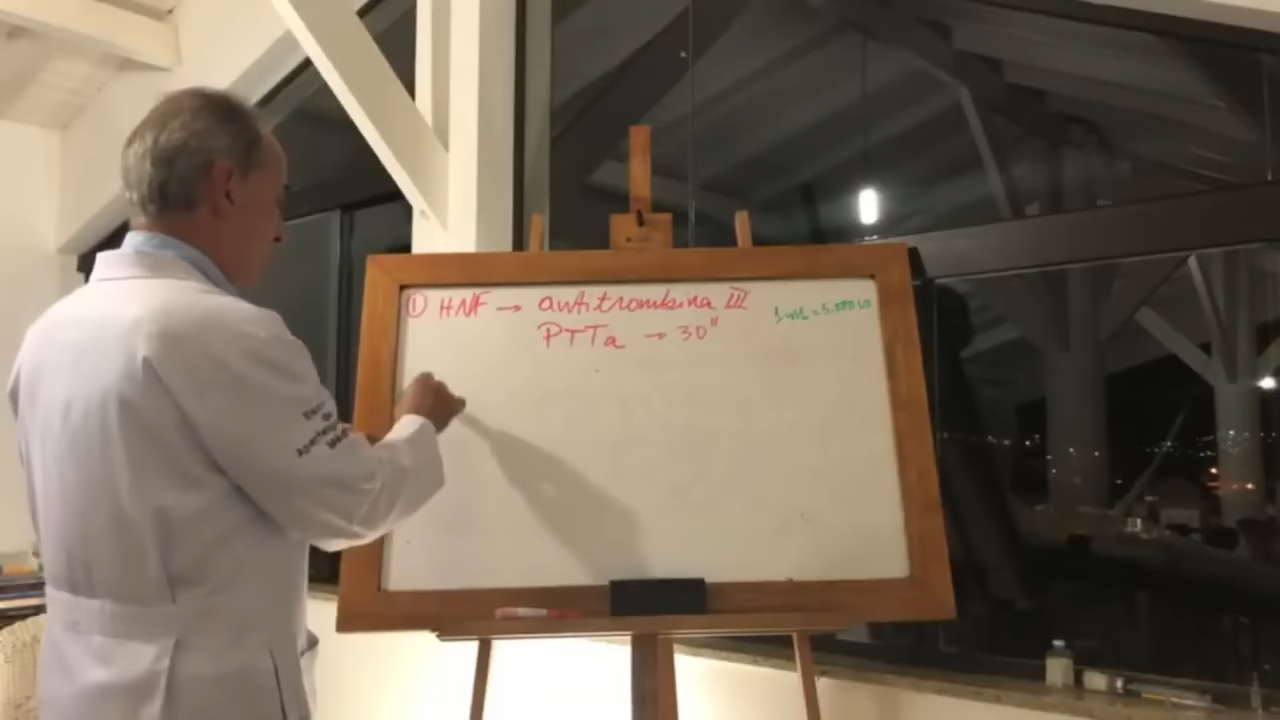 ① HNF → antitrombina III
PTTa → 30"
1 mL = 5.000 UI